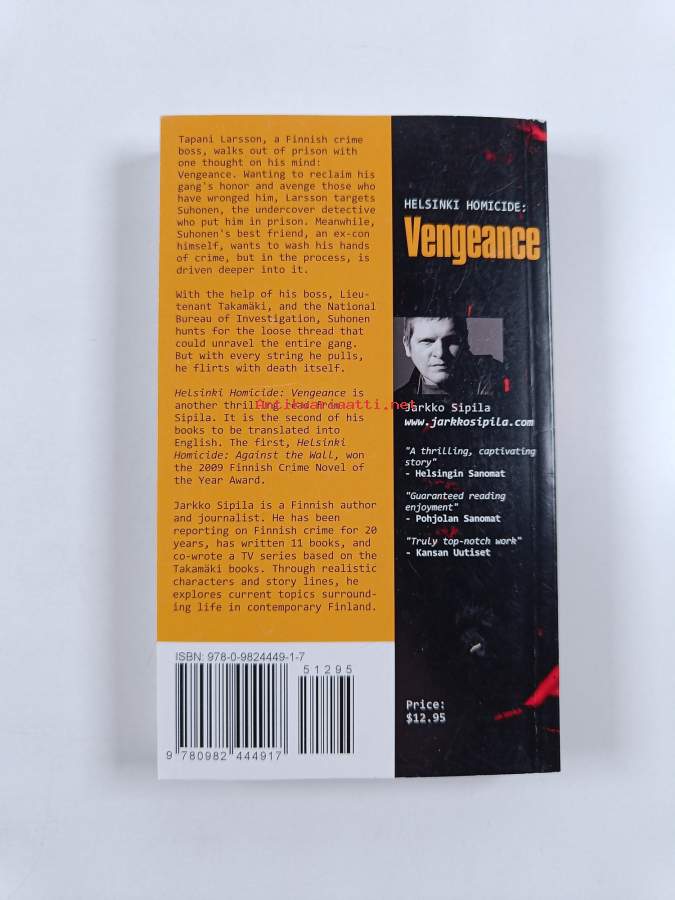 Tapani Larsson, a Finnish crime
boss, walks out of prison with
one thought on his mind:
Vengeance. Wanting to reclaim his
gang's honor and avenge those who
have wronged him, Larsson targets
Suhonen, the undercover detective
who put him in prison. Meanwhile,
Suhonen's best friend, an ex-con
himself, wants to wash his hands
of crime, but in the process, is
driven deeper into it.
With the help of his boss, Lieu-
tenant Takamäki, and the National
Bureau of Investigation, Suhonen
hunts for the loose thread that
could unravel the entire gang.
But with every string he pulls,
he flirts with death itself.
Helsinki Homicide: Vengeance is
another thrilling read from
Sipila. It is the second of his
books to be translated into
English. The first, Helsinki
Homicide: Against the Wall, won
the 2009 Finnish Crime Novel of
the Year Award.
Jarkko Sipila is a Finnish author
and journalist. He has been
reporting on Finnish crime for 20
years, has written 11 books, and
co-wrote a TV series based on the
Takamäki books. Through realistic
characters and story lines, he
explores current topics surround-
ing life in contemporary Finland.
ISBN: 978-0-9824449-1-7
51295
9 780982 444917
HELSINKI HOMICIDE:
Vengeance
Jarkko Sipila
www.jarkkosipila.com
"A thrilling, captivating
story"
- Helsingin Sanomat
"Guaranteed reading
enjoyment"
- Pohjolan Sanomat
"Truly top-notch work"
- Kansan Uutiset
Price:
$12.95
Antikvariaatti.net